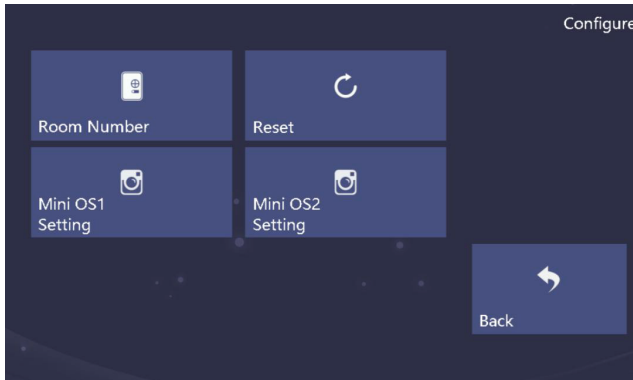 Configure
Room Number
Reset
Mini OS1
Setting
Mini OS2
Setting
Back